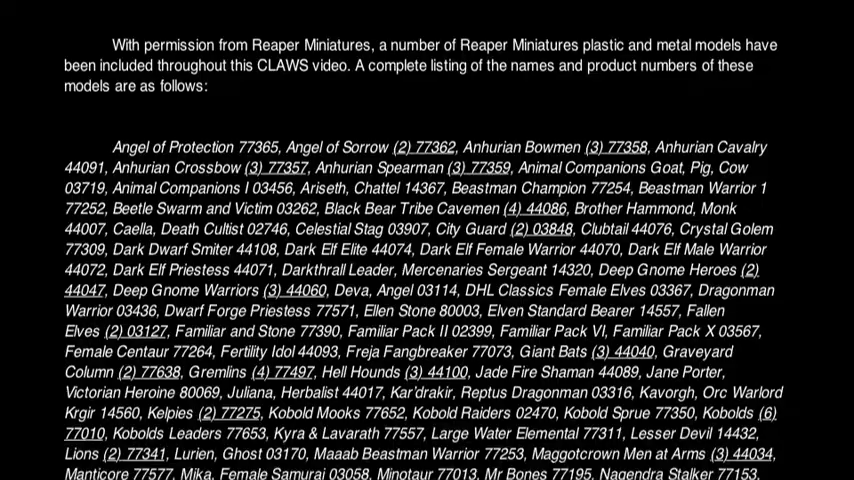 With permission from Reaper Miniatures, a number of Reaper Miniatures plastic and metal models have
been included throughout this CLAWS video. A complete listing of the names and product numbers of these
models are as follows:
Angel of Protection 77365, Angel of Sorrow (2) 77362, Anhurian Bowmen (3) 77358, Anhurian Cavalry
44091, Anhurian Crossbow (3) 77357, Anhurian Spearman (3) 77359, Animal Companions Goat, Pig, Cow
03719, Animal Companions I 03456, Ariseth, Chattel 14367, Beastman Champion 77254, Beastman Warrior 1
77252, Beetle Swarm and Victim 03262, Black Bear Tribe Cavemen (4) 44086, Brother Hammond, Monk
44007, Caella, Death Cultist 02746, Celestial Stag 03907, City Guard (2) 03848, Clubtail 44076, Crystal Golem
77309, Dark Dwarf Smiter 44108, Dark Elf Elite 44074, Dark Elf Female Warrior 44070, Dark Elf Male Warrior
44072, Dark Elf Priestess 44071, Darkthrall Leader, Mercenaries Sergeant 14320, Deep Gnome Heroes (2)
44047, Deep Gnome Warriors (3) 44060, Deva, Angel 03114, DHL Classics Female Elves 03367, Dragonman
Warrior 03436, Dwarf Forge Priestess 77571, Ellen Stone 80003, Elven Standard Bearer 14557, Fallen
Elves (2) 03127, Familiar and Stone 77390, Familiar Pack II 02399, Familiar Pack VI, Familiar Pack X 03567,
Female Centaur 77264, Fertility Idol 44093, Freja Fangbreaker 77073, Giant Bats (3) 44040, Graveyard
Column (2) 77638, Gremlins (4) 77497, Hell Hounds (3) 44100, Jade Fire Shaman 44089, Jane Porter,
Victorian Heroine 80069, Juliana, Herbalist 44017, Kar'drakir, Reptus Dragonman 03316, Kavorgh, Orc Warlord
Krgir 14560, Kelpies (2) 77275, Kobold Mooks 77652, Kobold Raiders 02470, Kobold Sprue 77350, Kobolds (6)
77010, Kobolds Leaders 77653, Kyra & Lavarath 77557, Large Water Elemental 77311, Lesser Devil 14432,
Lions (2) 77341, Lurien, Ghost 03170, Maaab Beastman Warrior 77253, Maggotcrown Men at Arms (3) 44034,
Manticore 77577, Mika, Female Samurai 03058, Minotaur 77013, Mr Bones 77195, Nagendra Stalker 77153,